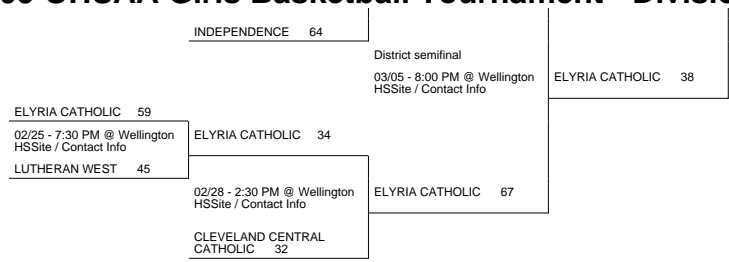 INDEPENDENCE 64
District semifinal
03/05 - 8:00 PM @ Wellington
HSSite / Contact Info
ELYRIA CATHOLIC 38
ELYRIA CATHOLIC 59
02/25 - 7:30 PM @ Wellington
HSSite / Contact Info
ELYRIA CATHOLIC 34
LUTHERAN WEST 45
02/28 - 2:30 PM @ Wellington
HSSite / Contact Info
ELYRIA CATHOLIC 67
CLEVELAND CENTRAL
CATHOLIC 32